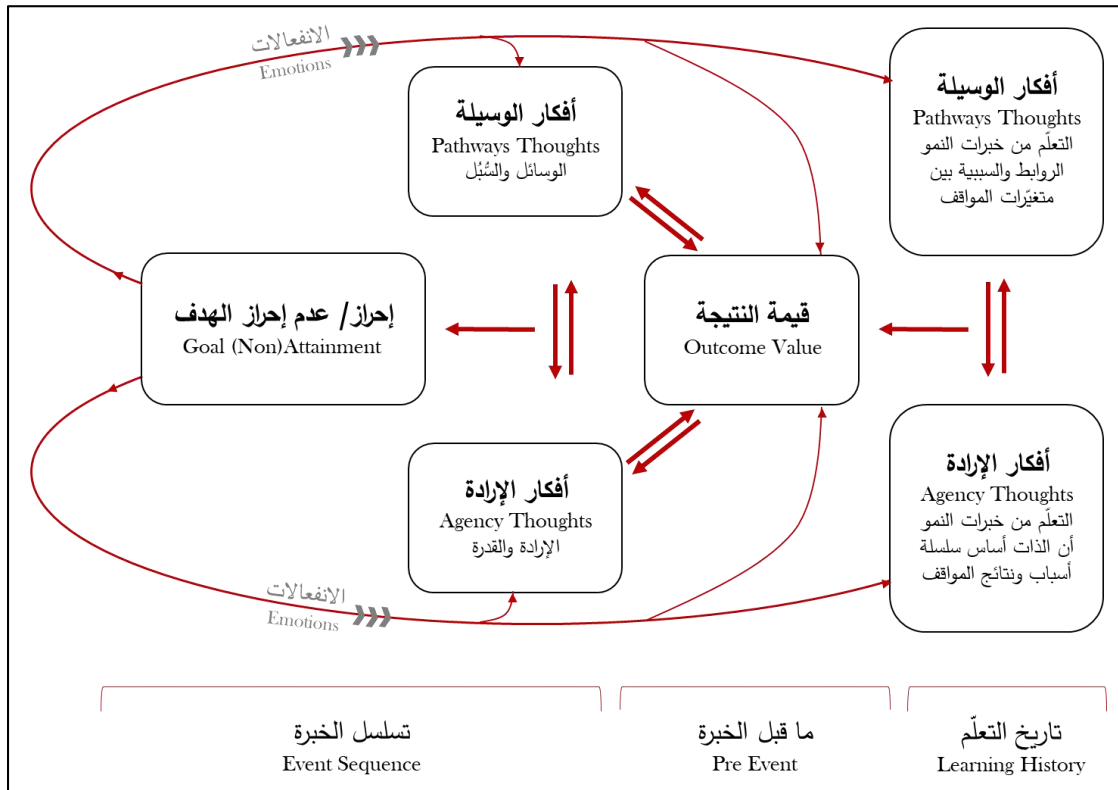 الانفعالات
Emotions
أفكار الوسيلة
Pathways Thoughts
التعلّم من خبرات النمو
الروابط والسببية بين
متغيّرات المواقف
أفكار الوسيلة
Pathways Thoughts
الوسائل والسُّبُل
قيمة النتيجة
Outcome Value
إحراز/ عدم إحراز الهدف
Goal (Non)Attainment
أفكار الإرادة
Agency Thoughts
التعلّم من خبرات النمو
أن الذات أساس سلسلة
أسباب ونتائج المواقف
أفكار الإرادة
Agency Thoughts
الإرادة والقدرة
الانفعالات
Emotions
تاريخ التعلّم
Learning History
ما قبل الخبرة
Pre Event
تسلسل الخبرة
Event Sequence